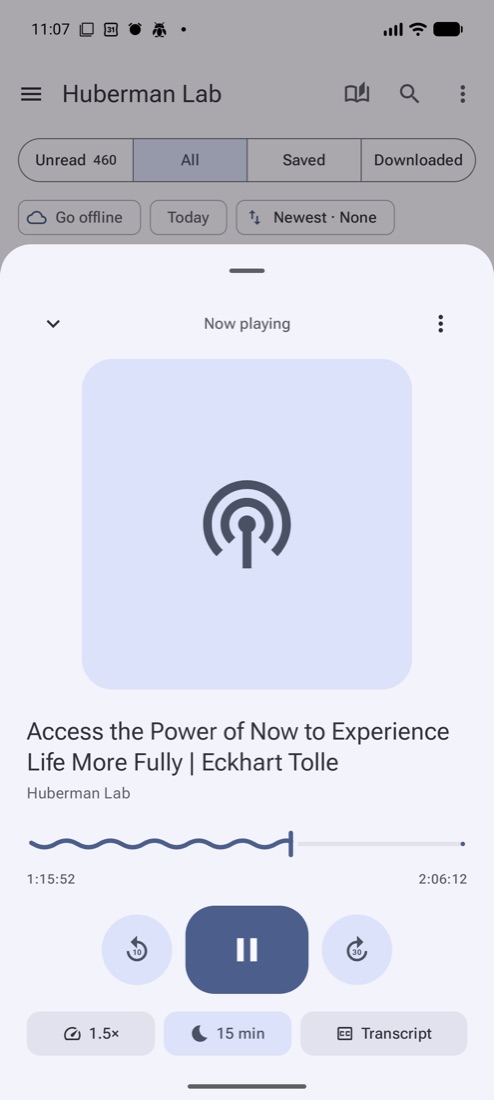 11:07
31
Huberman Lab
Unread 460
All
Saved
Downloaded
Go offline
Today
Newest · None
Now playing
Access the Power of Now to Experience
Life More Fully | Eckhart Tolle
Huberman Lab
1:15:52
2:06:12
10
30
1.5×
15 min
CC
Transcript